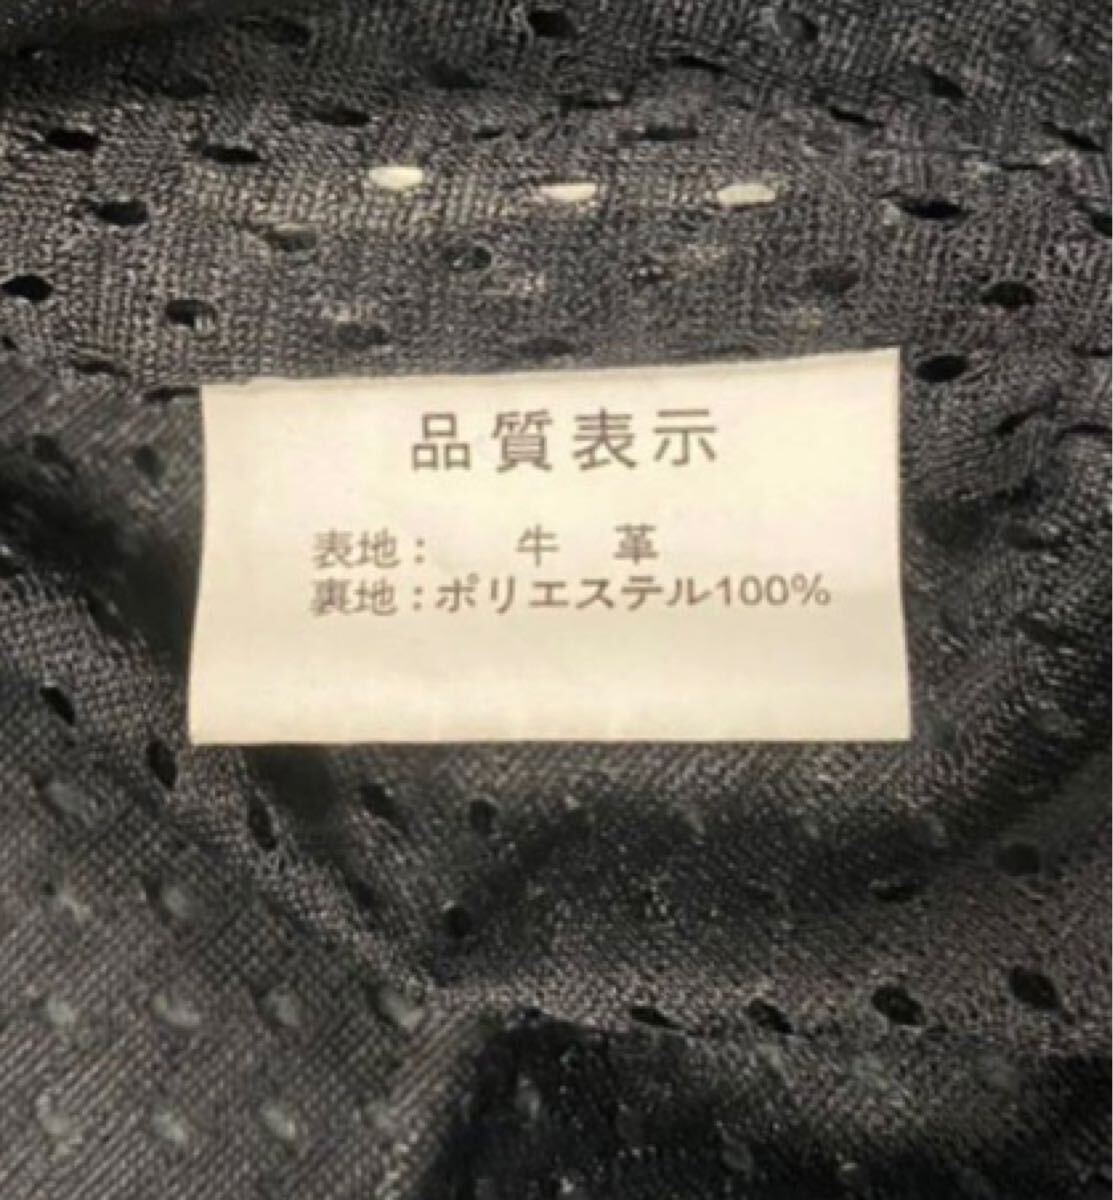 品質表示
表地： 牛 革
裏地：ポリエステル100%